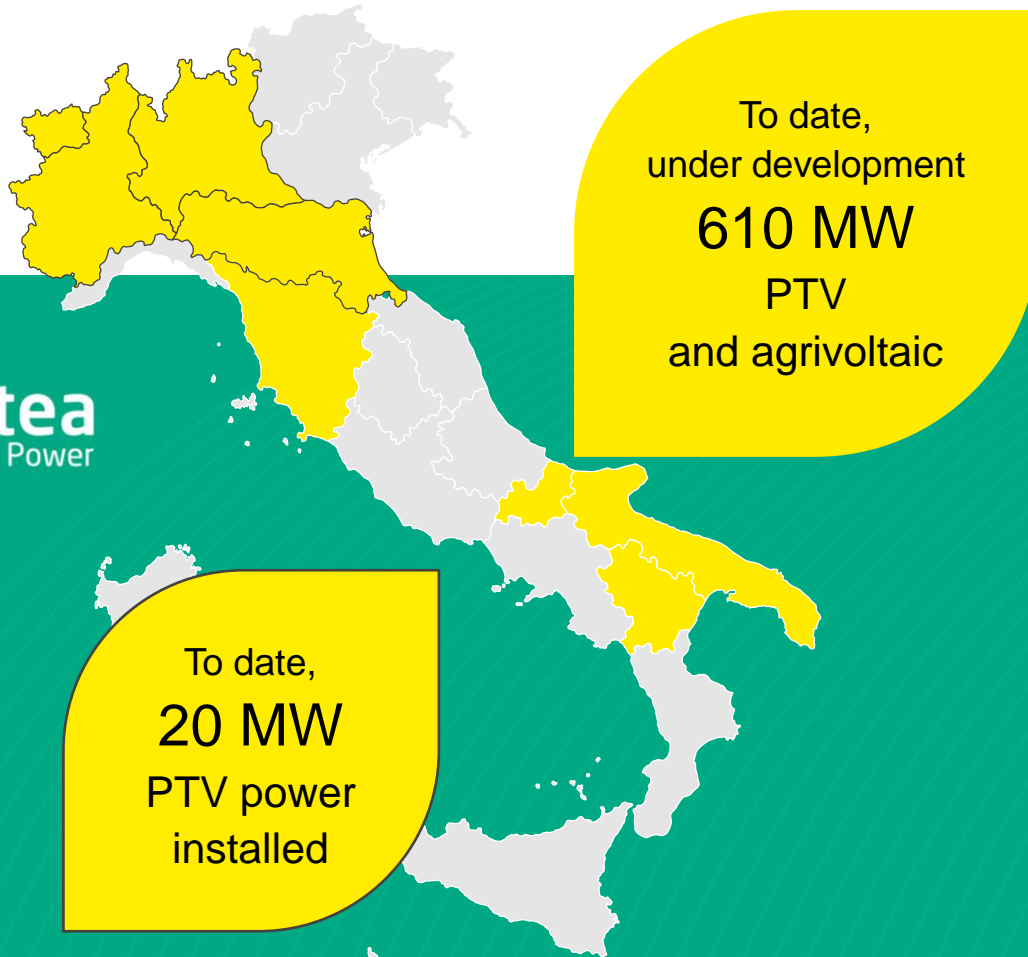 To date,
under development
610 MW
PTV
and agrivoltaic
tea
Power
To date,
20 MW
PTV power
installed